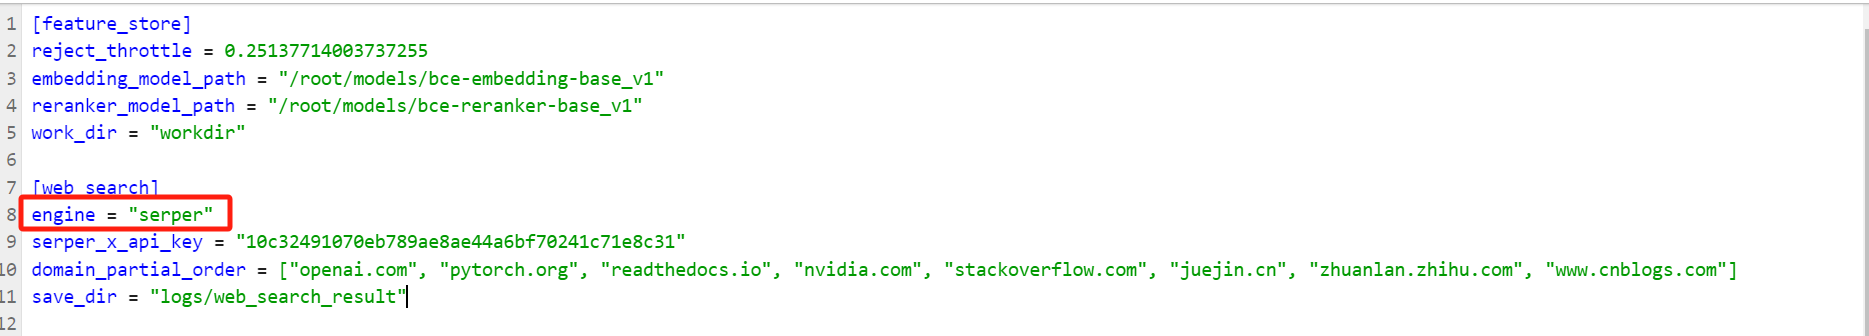 1 [feature_store]
2 reject_throttle = 0.25137714003737255
3 embedding_model_path = "/root/models/bce-embedding-base_v1"
4 reranker_model_path = "/root/models/bce-reranker-base_v1"
5 work_dir = "workdir"
6
7 [web_search]
8 engine = "serper"
9 serper_x_api_key = "10c32491070eb789ae8ae44a6bf70241c71e8c31"
10 domain_partial_order = ["openai.com", "pytorch.org", "readthedocs.io", "nvidia.com", "stackoverflow.com", "juejin.cn", "zhuanlan.zhihu.com", "www.cnblogs.com"]
11 save_dir = "logs/web_search_result"
12